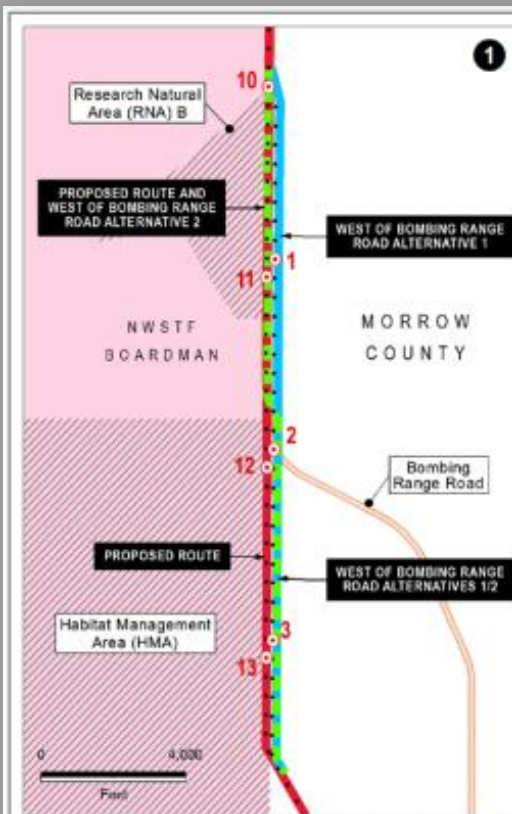 1
10
Research Natural
Area (RNA) B
PROPOSED ROUTE AND
WEST OF BOMBING RANGE
ROAD ALTERNATIVE 2
WEST OF BOMBING RANGE
ROAD ALTERNATIVE 1
1
11
NWSTF
BOARDMAN
MORROW
COUNTY
2
12
Bombing
Range Road
PROPOSED ROUTE
WEST OF BOMBING RANGE
ROAD ALTERNATIVES 1/2
Habitat Management
Area (HMA)
3
13
0 4,000
Feet